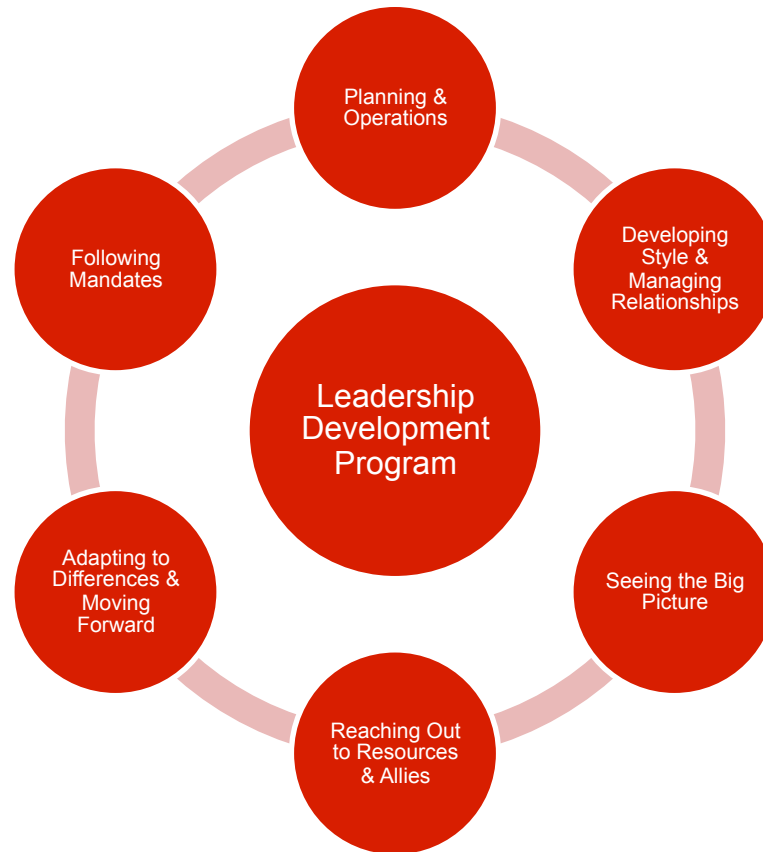 Planning &
Operations
Developing
Style &
Managing
Relationships
Seeing the Big
Picture
Reaching Out
to Resources
& Allies
Adapting to
Differences &
Moving
Forward
Following
Mandates
Leadership
Development
Program